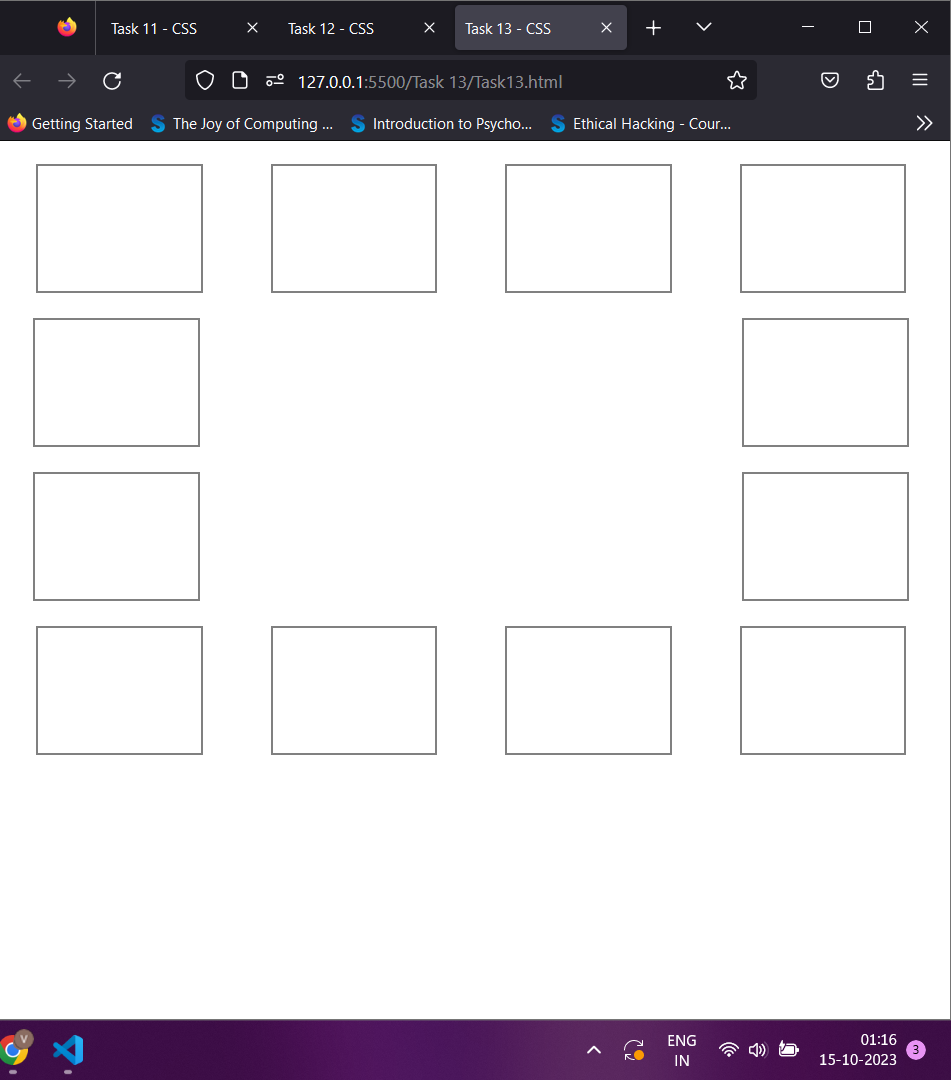 Task 11 - CSS
Task 12 - CSS
Task 13 - CSS
127.0.0.1:5500/Task 13/Task13.html
Getting Started
The Joy of Computing ...
Introduction to Psycho...
Ethical Hacking - Cour...
V
ENG
IN
01:16
15-10-2023
3